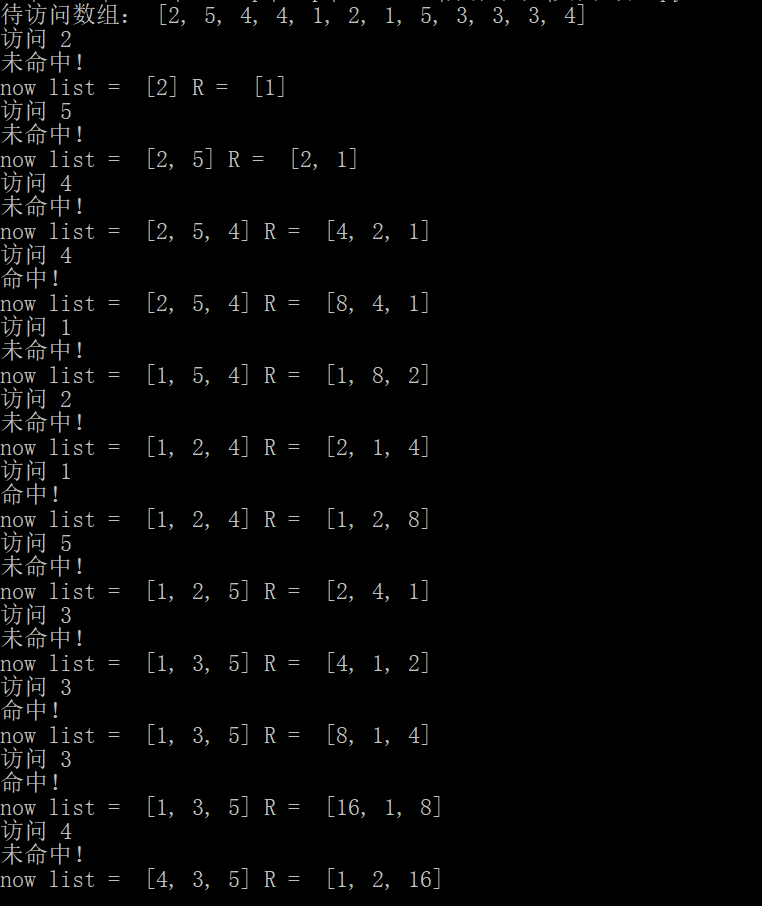 待访问数组： [2, 5, 4, 4, 1, 2, 1, 5, 3, 3, 3, 4]
访问 2
未命中!
now list =  [2] R =  [1]
访问 5
未命中!
now list =  [2, 5] R =  [2, 1]
访问 4
未命中!
now list =  [2, 5, 4] R =  [4, 2, 1]
访问 4
命中!
now list =  [2, 5, 4] R =  [8, 4, 1]
访问 1
未命中!
now list =  [1, 5, 4] R =  [1, 8, 2]
访问 2
未命中!
now list =  [1, 2, 4] R =  [2, 1, 4]
访问 1
命中!
now list =  [1, 2, 4] R =  [1, 2, 8]
访问 5
未命中!
now list =  [1, 2, 5] R =  [2, 4, 1]
访问 3
未命中!
now list =  [1, 3, 5] R =  [4, 1, 2]
访问 3
命中!
now list =  [1, 3, 5] R =  [8, 1, 4]
访问 3
命中!
now list =  [1, 3, 5] R =  [16, 1, 8]
访问 4
未命中!
now list =  [4, 3, 5] R =  [1, 2, 16]